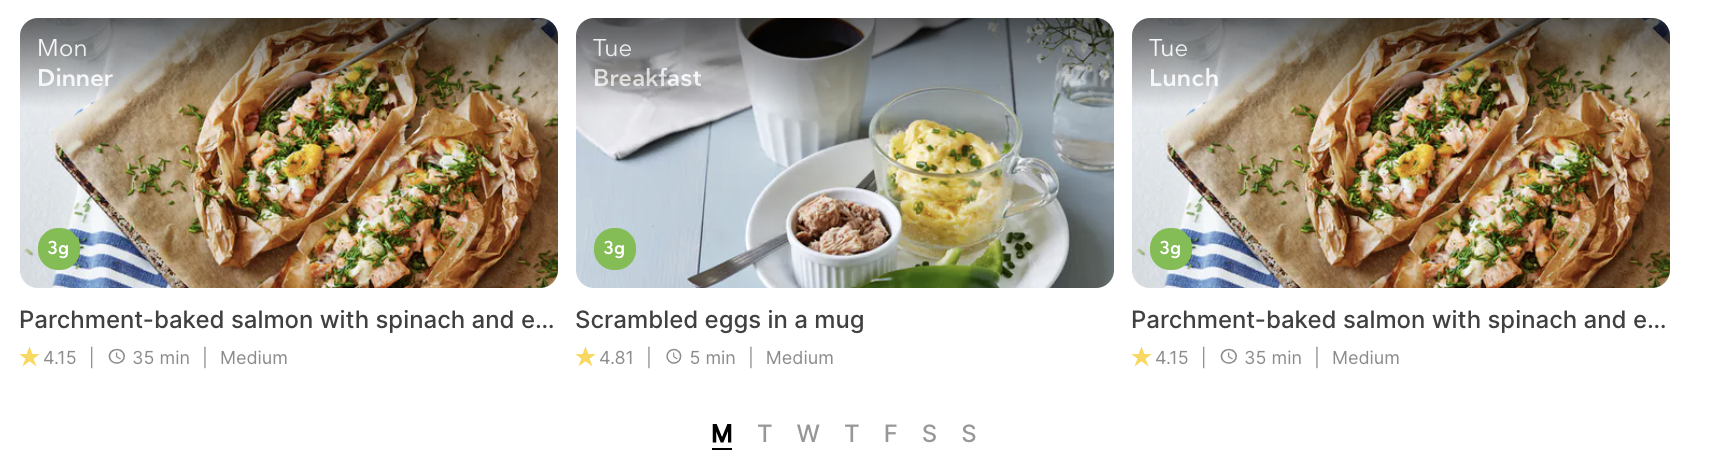 Mon
Dinner
3g
Parchment-baked salmon with spinach and e...
4.15 | 35 min | Medium
Tue
Breakfast
3g
Scrambled eggs in a mug
4.81 | 5 min | Medium
Tue
Lunch
3g
Parchment-baked salmon with spinach and e...
4.15 | 35 min | Medium
M T W T F S S